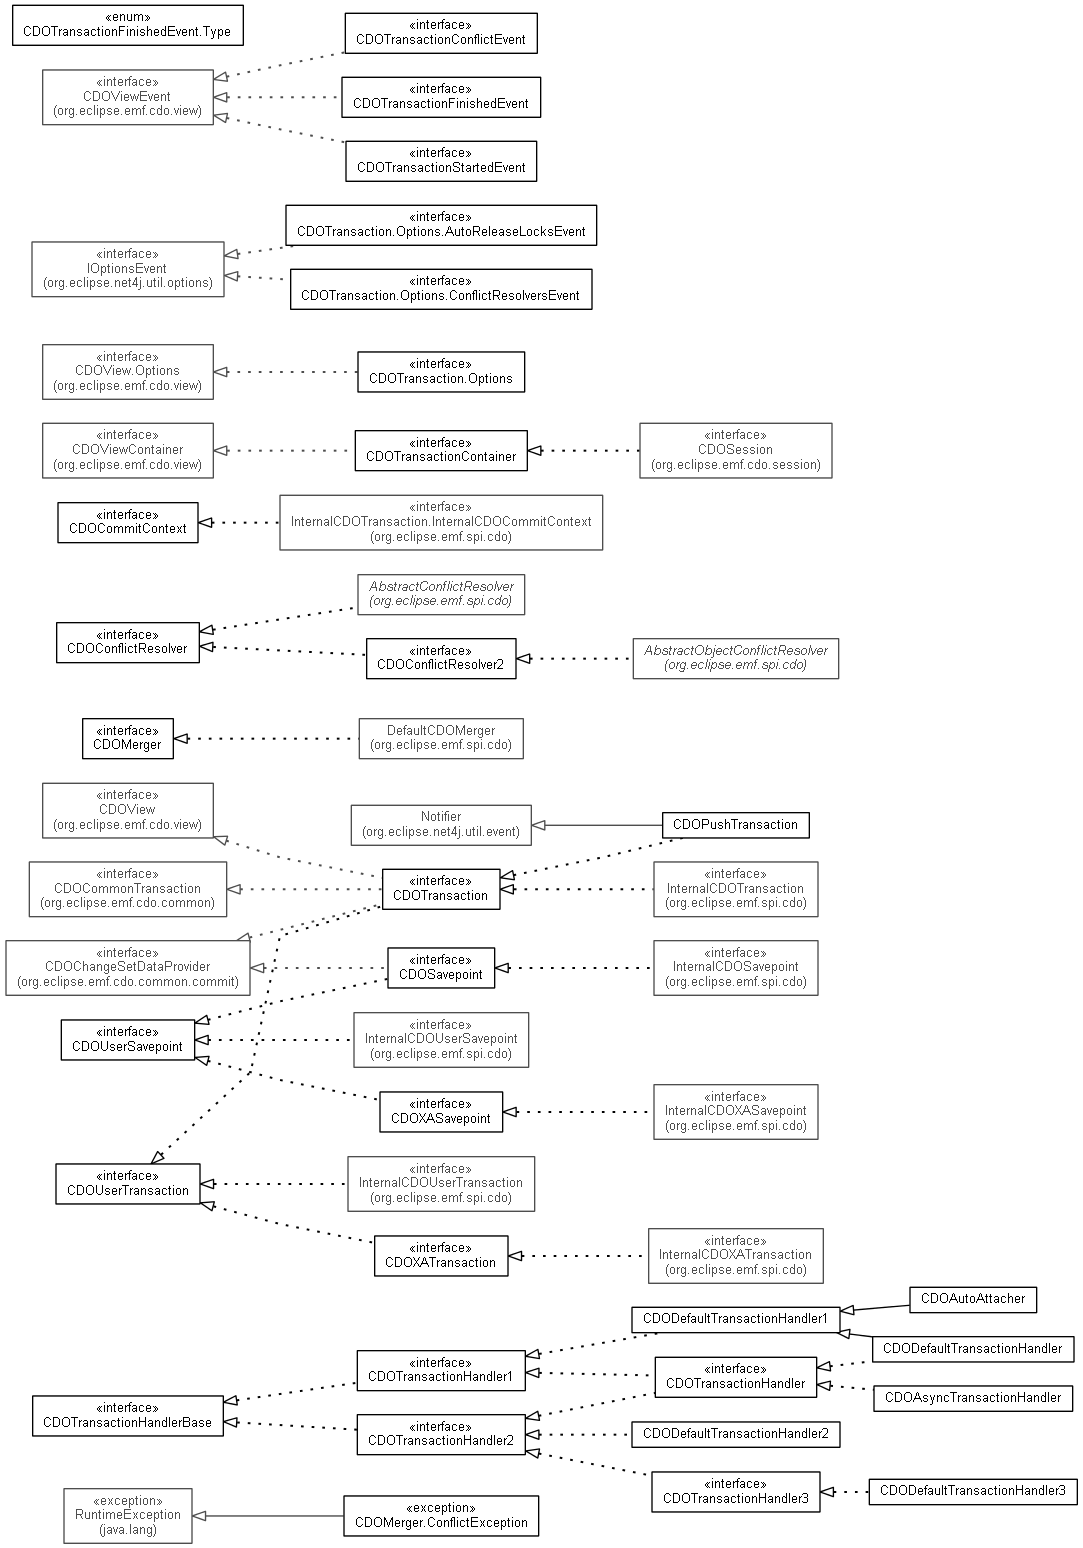 «enum»
CDOTransactionFinishedEvent.Type
«interface»
CDOTransactionConflictEvent
«interface»
CDOViewEvent
(org.eclipse.emf.cdo.view)
«interface»
CDOTransactionFinishedEvent
«interface»
CDOTransactionStartedEvent
«interface»
CDOTransaction.Options.AutoReleaseLocksEvent
«interface»
IOptionsEvent
(org.eclipse.net4j.util.options)
«interface»
CDOTransaction.Options.ConflictResolversEvent
«interface»
CDOView.Options
(org.eclipse.emf.cdo.view)
«interface»
CDOTransaction.Options
«interface»
CDOViewContainer
(org.eclipse.emf.cdo.view)
«interface»
CDOTransactionContainer
«interface»
CDOSession
(org.eclipse.emf.cdo.session)
«interface»
CDOCommitContext
«interface»
InternalCDOTransaction.InternalCDOCommitContext
(org.eclipse.emf.spi.cdo)
AbstractConflictResolver
(org.eclipse.emf.spi.cdo)
«interface»
CDOConflictResolver
«interface»
CDOConflictResolver2
AbstractObjectConflictResolver
(org.eclipse.emf.spi.cdo)
«interface»
CDOMerger
DefaultCDOMerger
(org.eclipse.emf.spi.cdo)
«interface»
CDOView
(org.eclipse.emf.cdo.view)
Notifier
(org.eclipse.net4j.util.event)
CDOPushTransaction
«interface»
CDOCommonTransaction
(org.eclipse.emf.cdo.common)
«interface»
CDOTransaction
«interface»
InternalCDOTransaction
(org.eclipse.emf.spi.cdo)
«interface»
CDOChangeSetDataProvider
(org.eclipse.emf.cdo.common.commit)
«interface»
CDOSavepoint
«interface»
InternalCDOSavepoint
(org.eclipse.emf.spi.cdo)
«interface»
CDOUserSavepoint
«interface»
InternalCDOUserSavepoint
(org.eclipse.emf.spi.cdo)
«interface»
CDOXASavepoint
«interface»
InternalCDOXASavepoint
(org.eclipse.emf.spi.cdo)
«interface»
CDOUserTransaction
«interface»
InternalCDOUserTransaction
(org.eclipse.emf.spi.cdo)
«interface»
CDOXATransaction
«interface»
InternalCDOXATransaction
(org.eclipse.emf.spi.cdo)
CDOAutoAttacher
CDODefaultTransactionHandler1
CDODefaultTransactionHandler
«interface»
CDOTransactionHandler1
«interface»
CDOTransactionHandler
CDOAsyncTransactionHandler
«interface»
CDOTransactionHandlerBase
«interface»
CDOTransactionHandler2
CDODefaultTransactionHandler2
«interface»
CDOTransactionHandler3
CDODefaultTransactionHandler3
«exception»
RuntimeException
(java.lang)
«exception»
CDOMerger.ConflictException